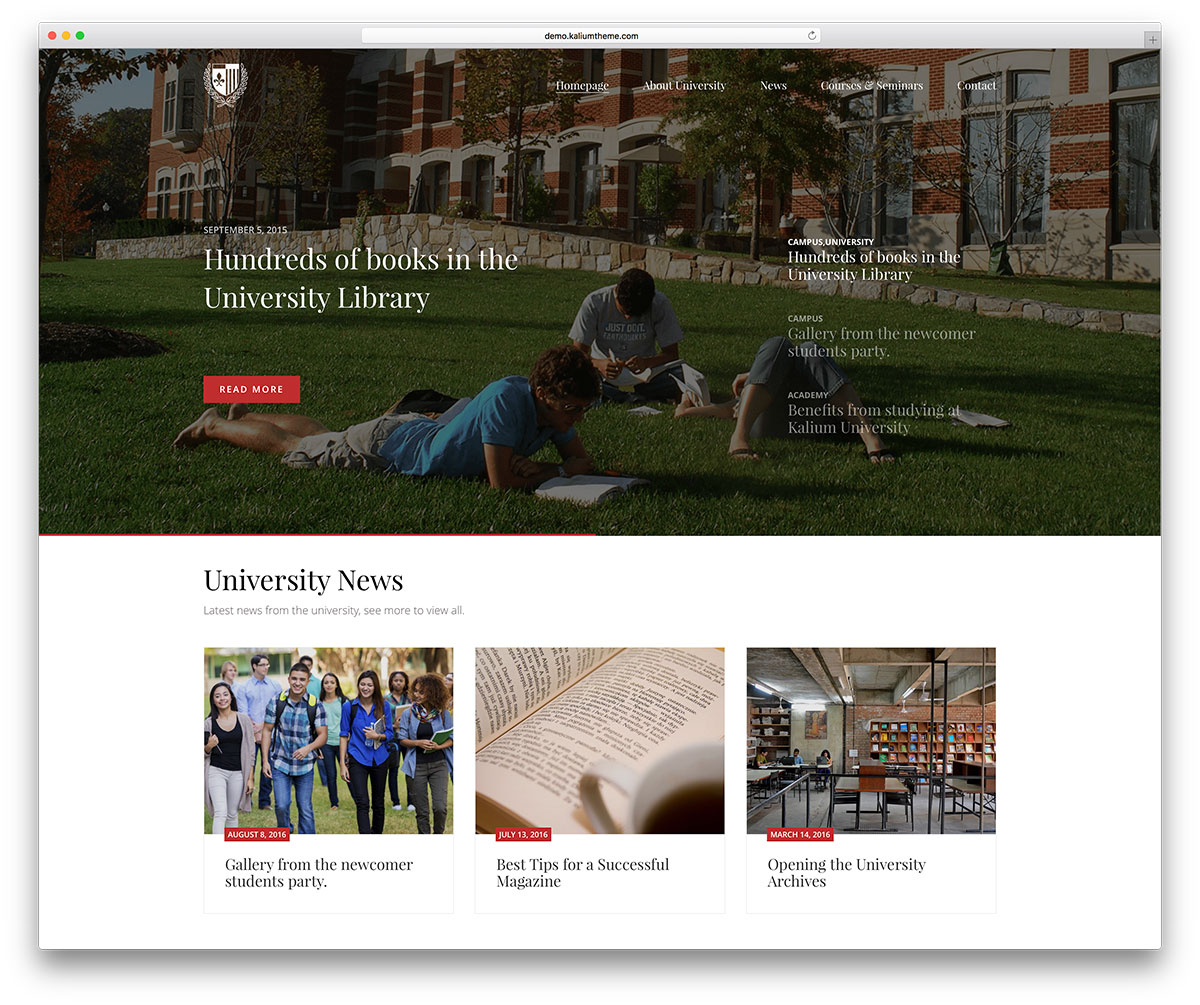 demo.kaliumtheme.com
Homepage
About University
News
Courses & Seminars
Contact
SEPTEMBER 5, 2015
Hundreds of books in the
University Library
READ MORE
CAMPUS,UNIVERSITY
Hundreds of books in the
University Library
CAMPUS
Gallery from the newcomer
students party.
ACADEMY
Benefits from studying at
Kalium University
JUST DO IT.
EARTHQUAKES
University News
Latest news from the university, see more to view all.
AUGUST 8, 2016
Gallery from the newcomer
students party.
JULY 13, 2016
Best Tips for a Successful
Magazine
MARCH 14, 2016
Opening the University
Archives